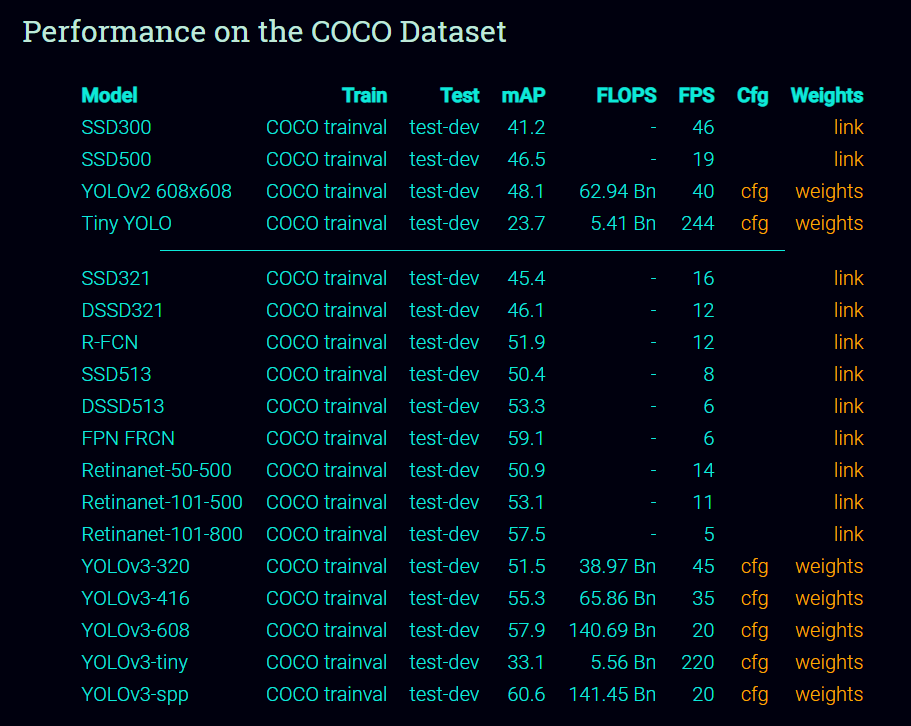 Performance on the COCO Dataset
Model Train Test mAP FLOPS FPS Cfg Weights
SSD300 COCO trainval test-dev 41.2 - 46 link
SSD500 COCO trainval test-dev 46.5 - 19 link
YOLOv2 608x608 COCO trainval test-dev 48.1 62.94 Bn 40 cfg weights
Tiny YOLO COCO trainval test-dev 23.7 5.41 Bn 244 cfg weights
SSD321 COCO trainval test-dev 45.4 - 16 link
DSSD321 COCO trainval test-dev 46.1 - 12 link
R-FCN COCO trainval test-dev 51.9 - 12 link
SSD513 COCO trainval test-dev 50.4 - 8 link
DSSD513 COCO trainval test-dev 53.3 - 6 link
FPN FRCN COCO trainval test-dev 59.1 - 6 link
Retinanet-50-500 COCO trainval test-dev 50.9 - 14 link
Retinanet-101-500 COCO trainval test-dev 53.1 - 11 link
Retinanet-101-800 COCO trainval test-dev 57.5 - 5 link
YOLOv3-320 COCO trainval test-dev 51.5 38.97 Bn 45 cfg weights
YOLOv3-416 COCO trainval test-dev 55.3 65.86 Bn 35 cfg weights
YOLOv3-608 COCO trainval test-dev 57.9 140.69 Bn 20 cfg weights
YOLOv3-tiny COCO trainval test-dev 33.1 5.56 Bn 220 cfg weights
YOLOv3-spp COCO trainval test-dev 60.6 141.45 Bn 20 cfg weights